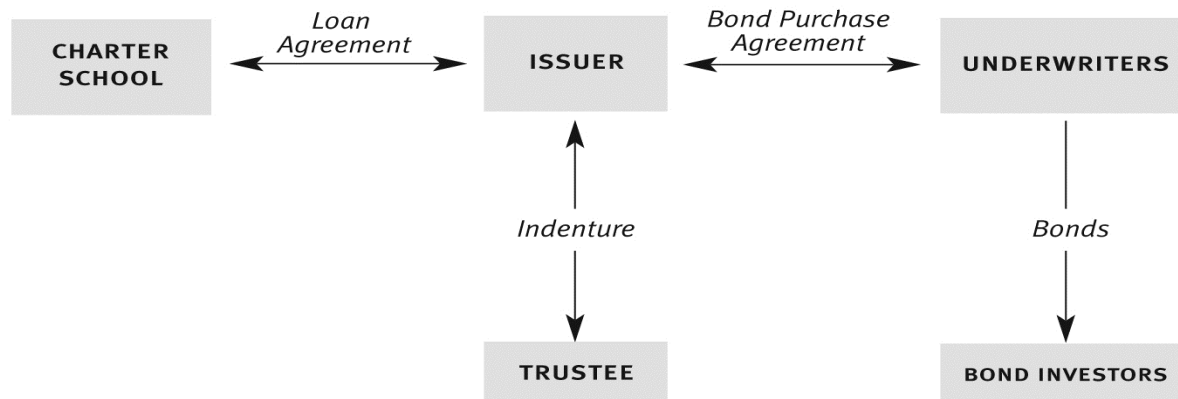 Loan
Agreement
Bond Purchase
Agreement
CHARTER
SCHOOL
ISSUER
UNDERWRITERS
Indenture
Bonds
TRUSTEE
BOND INVESTORS